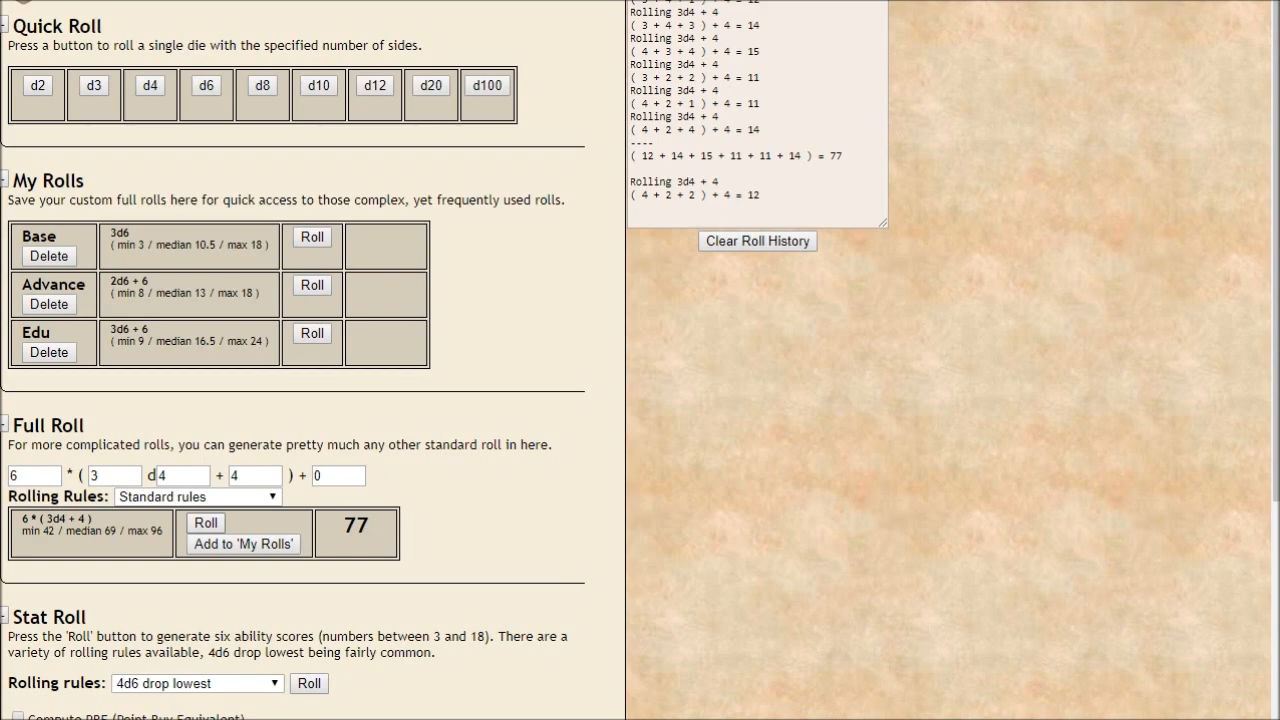 Quick Roll
Press a button to roll a single die with the specified number of sides.
d2 d3 d4 d6 d8 d10 d12 d20 d100
My Rolls
Save your custom full rolls here for quick access to those complex, yet frequently used rolls.
Base 3d6 Roll
( min 3 / median 10.5 / max 18 )
Delete
Advance 2d6 + 6 Roll
( min 8 / median 13 / max 18 )
Delete
Edu 3d6 + 6 Roll
( min 9 / median 16.5 / max 24 )
Delete
Full Roll
For more complicated rolls, you can generate pretty much any other standard roll in here.
6 * ( 3 d 4 + 4 ) + 0
Rolling Rules: Standard rules
6 * ( 3d4 + 4 ) Roll 77
min 42 / median 69 / max 96
Add to 'My Rolls'
Stat Roll
Press the 'Roll' button to generate six ability scores (numbers between 3 and 18). There are a
variety of rolling rules available, 4d6 drop lowest being fairly common.
Rolling rules: 4d6 drop lowest Roll
Compute PBE (Point Buy Equivalent)
Rolling 3d4 + 4
( 3 + 4 + 3 ) + 4 = 14
Rolling 3d4 + 4
( 4 + 3 + 4 ) + 4 = 15
Rolling 3d4 + 4
( 3 + 2 + 2 ) + 4 = 11
Rolling 3d4 + 4
( 4 + 2 + 1 ) + 4 = 11
Rolling 3d4 + 4
( 4 + 2 + 4 ) + 4 = 14
----
( 12 + 14 + 15 + 11 + 11 + 14 ) = 77
Rolling 3d4 + 4
( 4 + 2 + 2 ) + 4 = 12
Clear Roll History